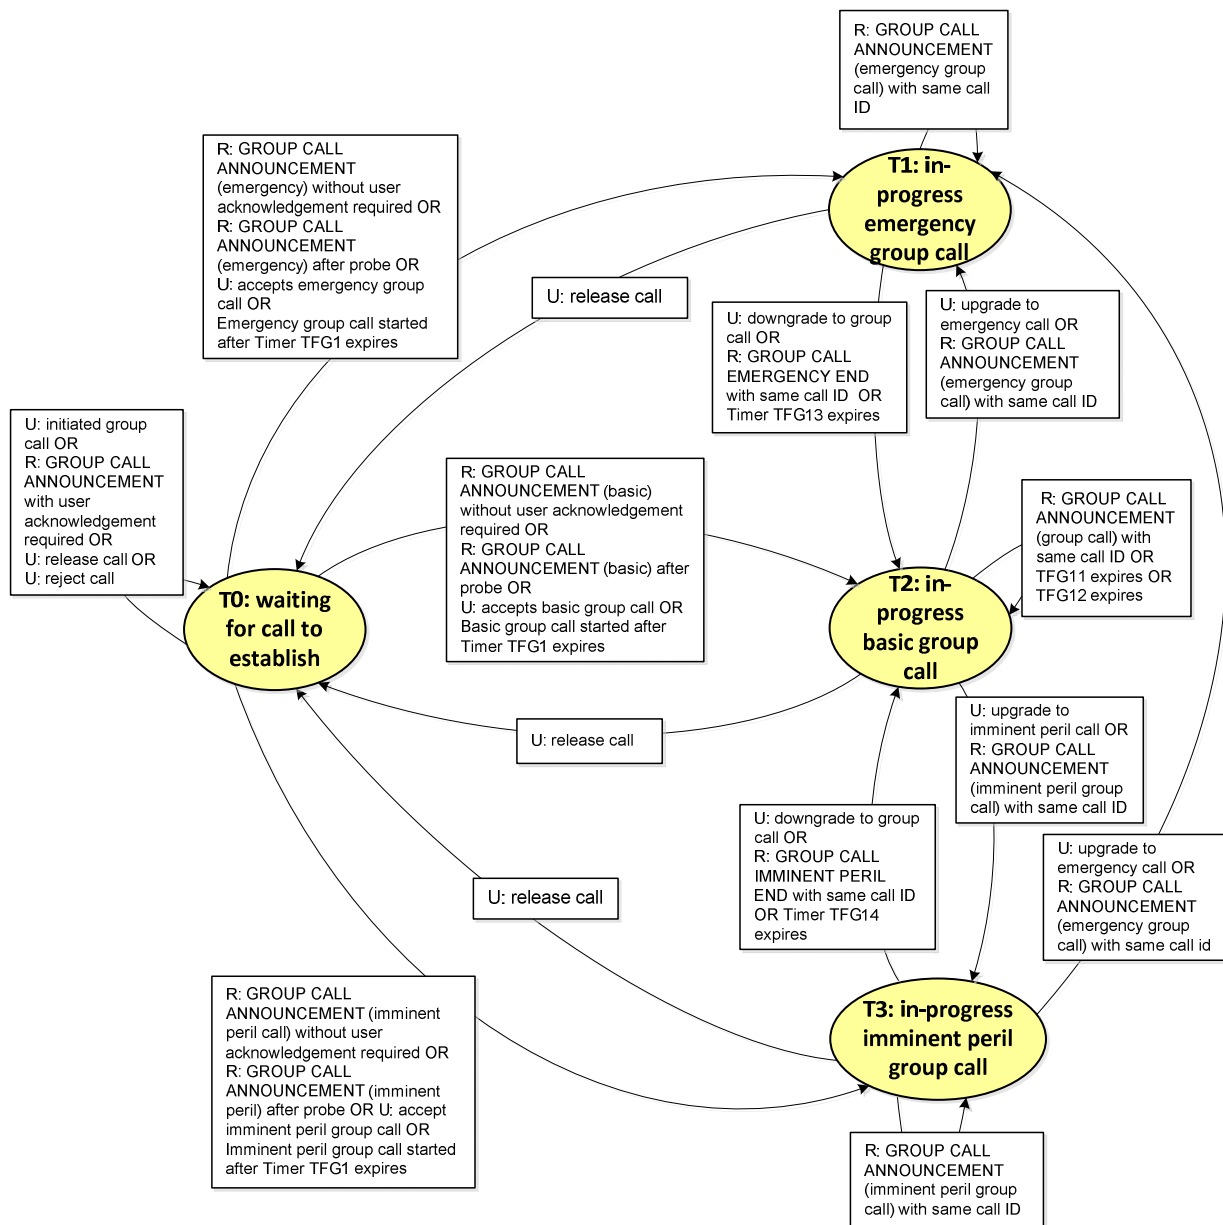 R: GROUP CALL
ANNOUNCEMENT
(emergency group
call) with same call
ID
R: GROUP CALL
ANNOUNCEMENT
(emergency) without user
acknowledgement required OR
R: GROUP CALL
ANNOUNCEMENT
(emergency) after probe OR
U: accepts emergency group
call OR
Emergency group call started
after Timer TFG1 expires
T1: in-
progress
emergency
group call
U: release call
U: downgrade to group
call OR
R: GROUP CALL
EMERGENCY END
with same call ID OR
Timer TFG13 expires
U: upgrade to
emergency call OR
R: GROUP CALL
ANNOUNCEMENT
(emergency group
call) with same call ID
U: initiated group
call OR
R: GROUP CALL
ANNOUNCEMENT
with user
acknowledgement
required OR
U: release call OR
U: reject call
R: GROUP CALL
ANNOUNCEMENT (basic)
without user acknowledgement
required OR
R: GROUP CALL
ANNOUNCEMENT (basic) after
probe OR
U: accepts basic group call OR
Basic group call started after
Timer TFG1 expires
R: GROUP CALL
ANNOUNCEMENT
(group call) with
same call ID OR
TFG11 expires OR
TFG12 expires
T0: waiting
for call to
establish
T2: in-
progress
basic group
call
U: release call
U: upgrade to
imminent peril call OR
R: GROUP CALL
ANNOUNCEMENT
(imminent peril group
call) with same call ID
U: downgrade to group
call OR
R: GROUP CALL
IMMINENT PERIL
END with same call ID
OR Timer TFG14
expires
U: upgrade to
emergency call OR
R: GROUP CALL
ANNOUNCEMENT
(emergency group
call) with same call id
U: release call
R: GROUP CALL
ANNOUNCEMENT (imminent
peril call) without user
acknowledgement required OR
R: GROUP CALL
ANNOUNCEMENT (imminent
peril) after probe OR U: accept
imminent peril group call OR
Imminent peril group call started
after Timer TFG1 expires
T3: in-progress
imminent peril
group call
R: GROUP CALL
ANNOUNCEMENT
(imminent peril group
call) with same call ID